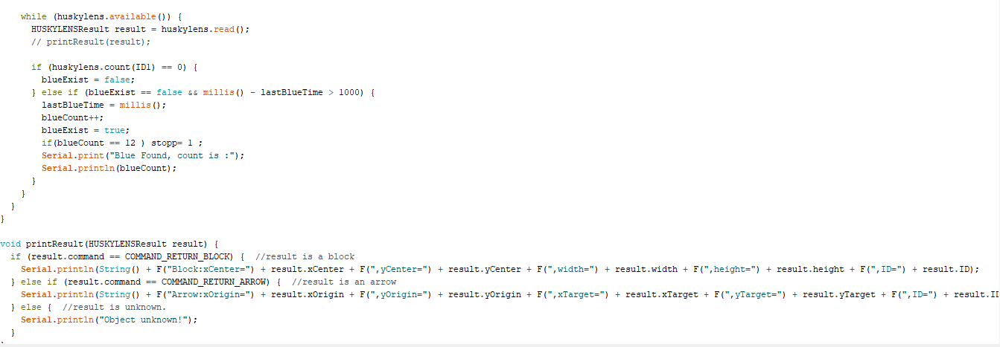 while (huskylens.available()) {
HUSKYLENSResult result = huskylens.read();
// printResult(result);
if (huskylens.count(ID1) == 0) {
blueExist = false;
} else if (blueExist == false && millis() - lastBlueTime > 1000) {
lastBlueTime = millis();
blueCount++;
blueExist = true;
if(blueCount == 12 ) stopp= 1 ;
Serial.print("Blue Found, count is :");
Serial.println(blueCount);
}
}
}
}
void printResult(HUSKYLENSResult result) {
if (result.command == COMMAND_RETURN_BLOCK) {  //result is a block
Serial.println(String() + F("Block:xCenter=") + result.xCenter + F(",yCenter=") + result.yCenter + F(",width=") + result.width + F(",height=") + result.height + F(",ID=") + result.ID);
} else if (result.command == COMMAND_RETURN_ARROW) {  //result is an arrow
Serial.println(String() + F("Arrow:xOrigin=") + result.xOrigin + F(",yOrigin=") + result.yOrigin + F(",xTarget=") + result.xTarget + F(",yTarget=") + result.yTarget + F(",ID=") + result.
} else {  //result is unknown.
Serial.println("Object unknown!");
}